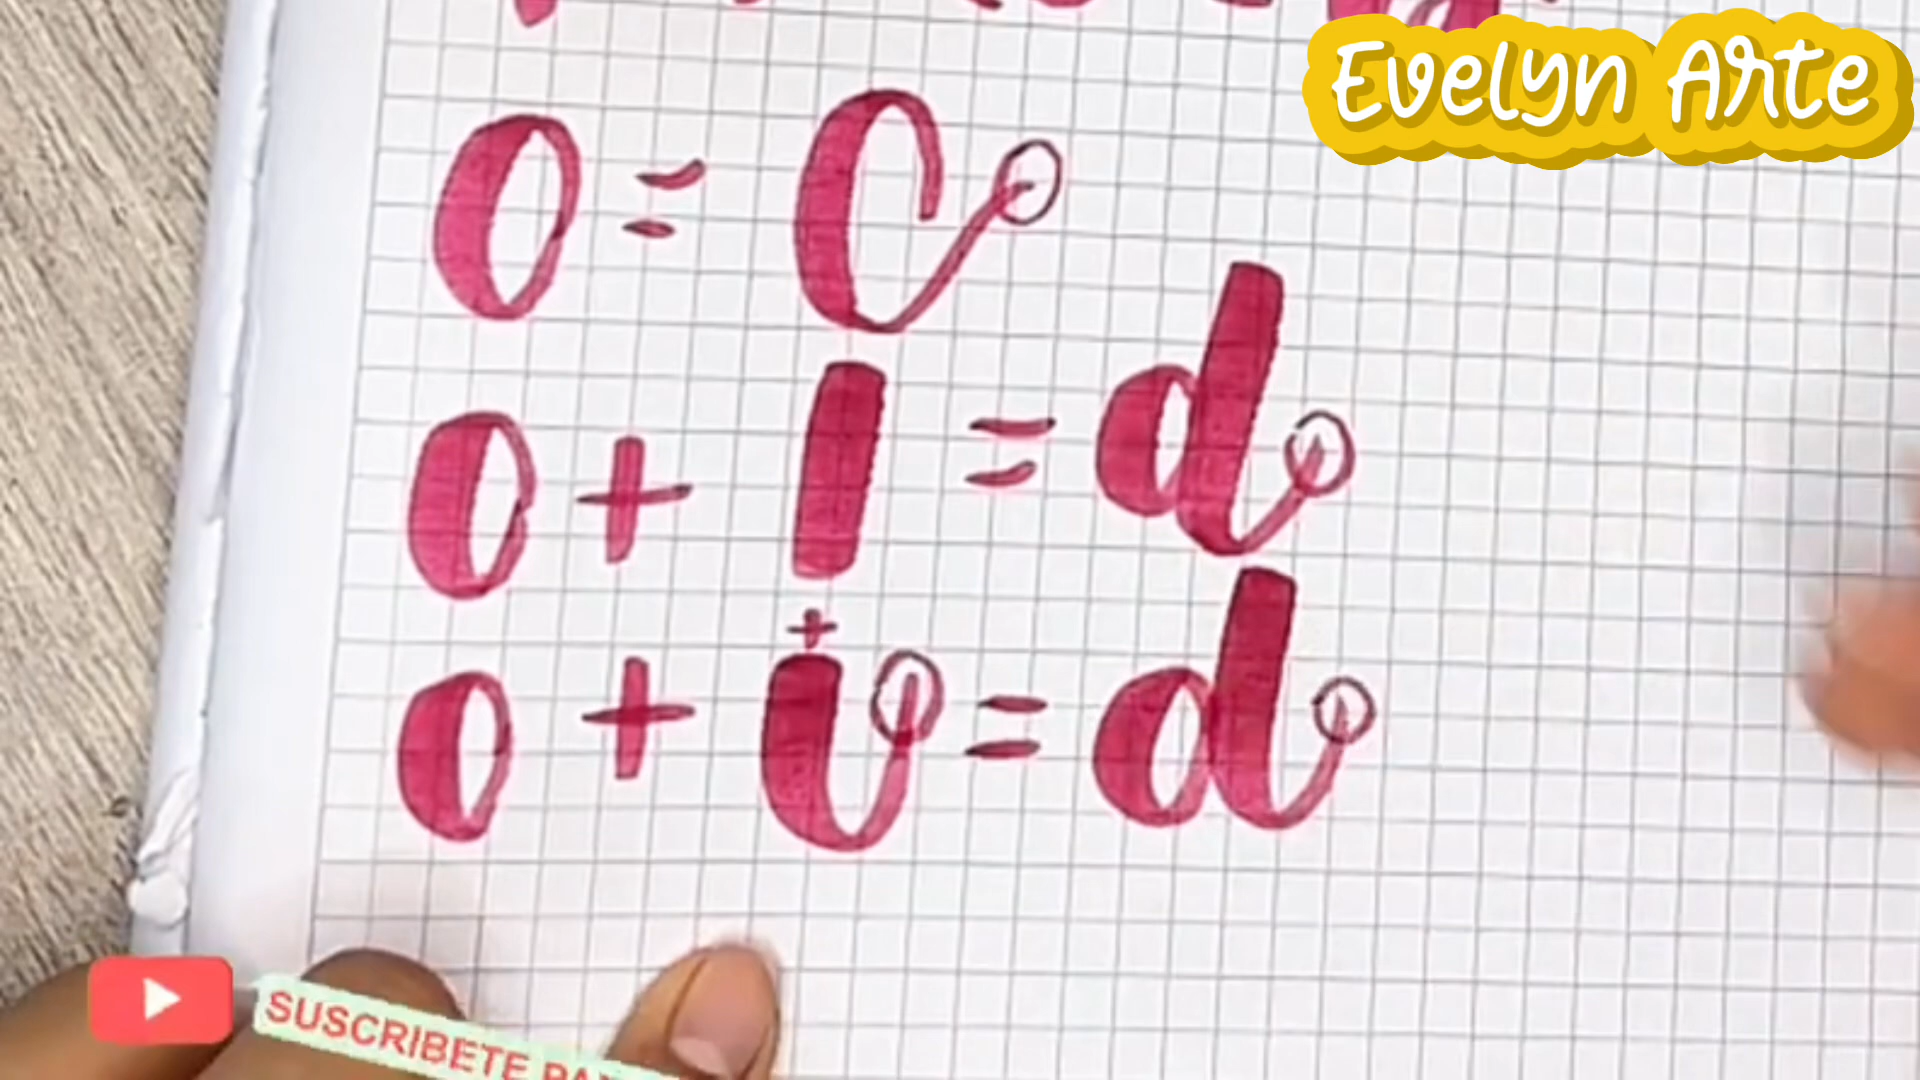 Evelyn Arte
o = c
o + l = d
+
o + i = d
SUSCRIBETE